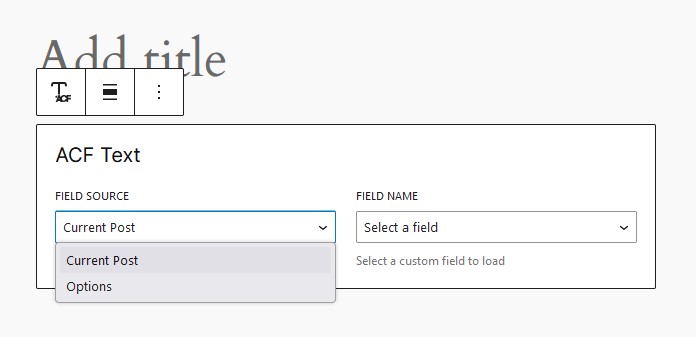 Add title
ACF
ACF Text
FIELD SOURCE
FIELD NAME
Current Post
Select a field
Current Post
Options
Select a custom field to load